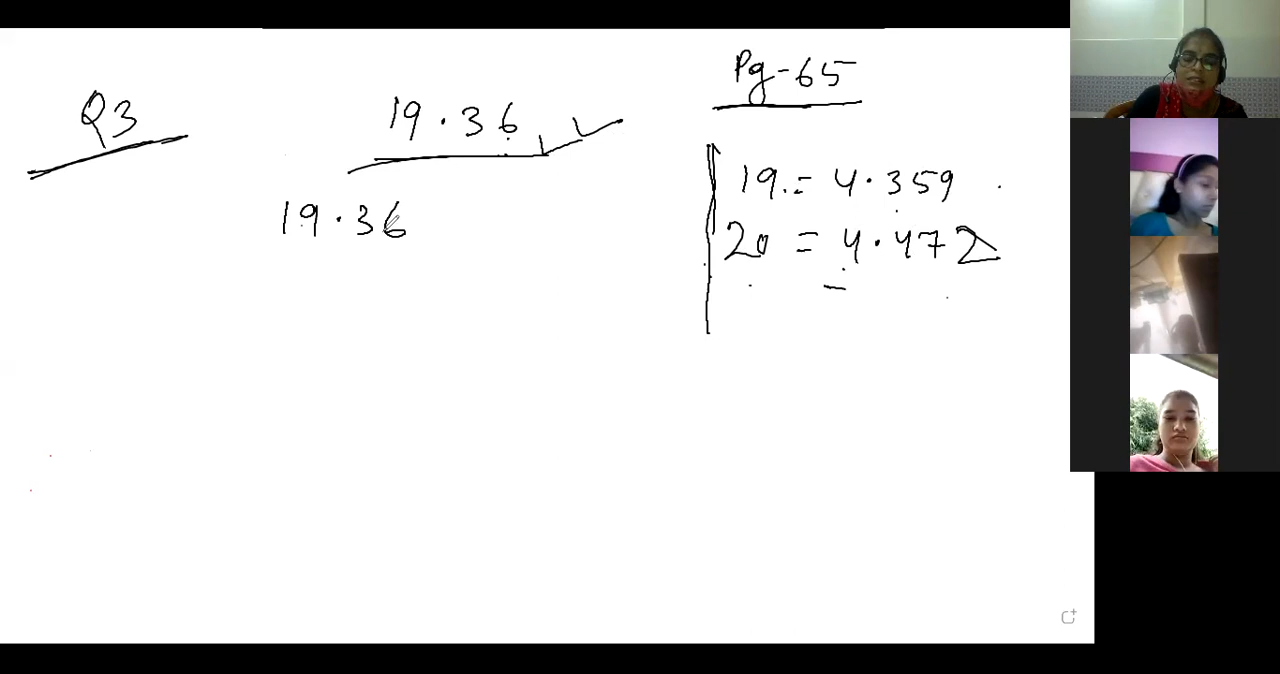 Q3
19.36
Pg-65
19.36
19 = 4.359
20 = 4.472